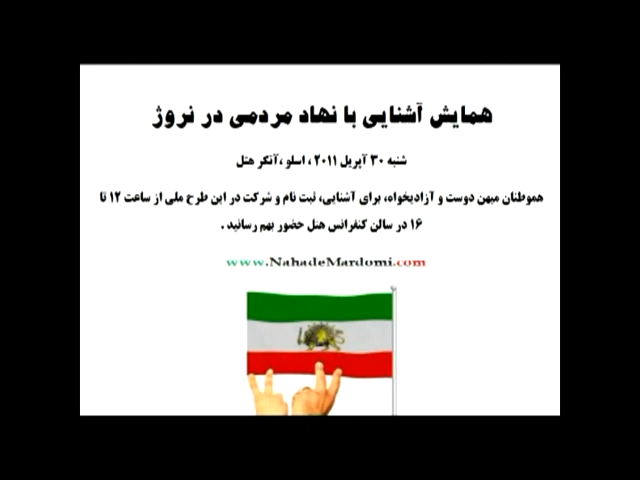 همایش آشنایی با نهاد مردمی در نروژ
شنبه ۳۰ آپریل ۲۰۱۱ ، اسلو ،آنکر هتل
هموطنان میهن دوست و آزادیخواه، برای آشنایی، ثبت نام و شرکت در این طرح ملی از ساعت ۱۲ تا
۱۶ در سالن کنفرانس هتل حضور بهم رسانید .
www.NahadeMardomi.com